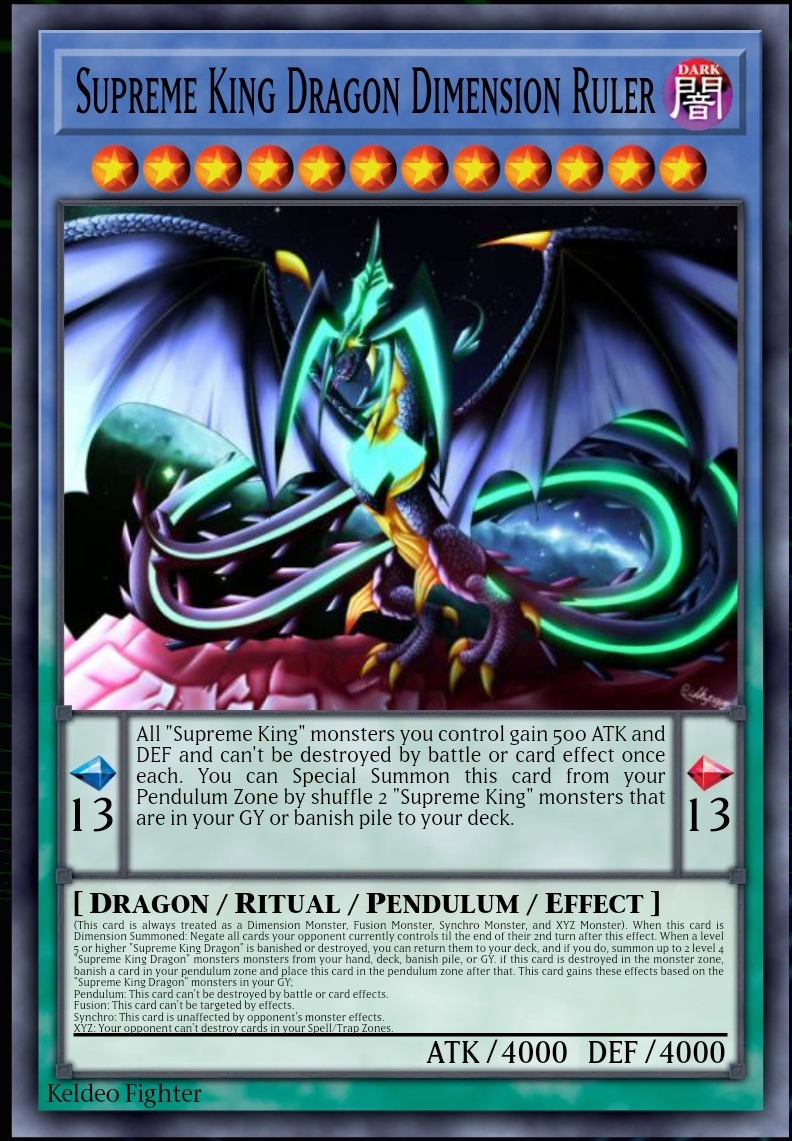 Supreme King Dragon Dimension Ruler
DARK
闇
All "Supreme King" monsters you control gain 500 ATK and
DEF and can't be destroyed by battle or card effect once
each. You can Special Summon this card from your
Pendulum Zone by shuffle 2 "Supreme King" monsters that
are in your GY or banish pile to your deck.
13
13
[ Dragon / Ritual / Pendulum / Effect ]
(This card is always treated as a Dimension Monster, Fusion Monster, Synchro Monster, and XYZ Monster). When this card is
Dimension Summoned: Negate all cards your opponent currently controls til the end of their 2nd turn after this effect. When a level
5 or higher "Supreme King Dragon" is banished or destroyed, you can return them to your deck, and if you do, summon up to 2 level 4
"Supreme King Dragon" monsters monsters from your hand, deck, banish pile, or GY. if this card is destroyed in the monster zone,
banish a card in your pendulum zone and place this card in the pendulum zone after that. This card gains these effects based on the
"Supreme King Dragon" monsters in your GY;
Pendulum: This card can't be destroyed by battle or card effects.
Fusion: This card can't be targeted by effects.
Synchro: This card is unaffected by opponent's monster effects.
XYZ: Your opponent can't destroy cards in your Spell/Trap Zones.
ATK / 4000 DEF / 4000
Keldeo Fighter